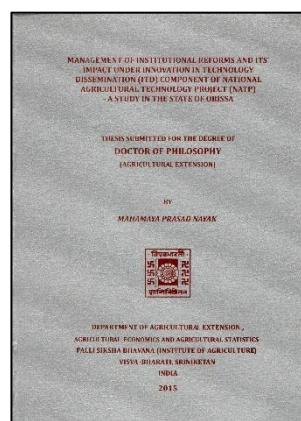 MANAGEMENT OF INSTITUTIONAL REFORMS AND ITS
IMPACT UNDER INNOVATION IN TECHNOLOGY
DISSEMINATION (ITD) COMPONENT OF NATIONAL
AGRICULTURAL TECHNOLOGY PROJECT (NATP)
- A STUDY IN THE STATE OF ORISSA
THESIS SUBMITTED FOR THE DEGREE OF
DOCTOR OF PHILOSOPHY
(AGRICULTURAL EXTENSION)
BY
MAHAMAYA PRASAD NAYAK
DEPARTMENT OF AGRICULTURAL EXTENSION,
AGRICULTURAL ECONOMICS AND AGRICULTURAL STATISTICS
PALLI SIKSHA BHAVANA (INSTITUTE OF AGRICULTURE)
VISVA-BHARATI, SRINIKETAN
INDIA
2015